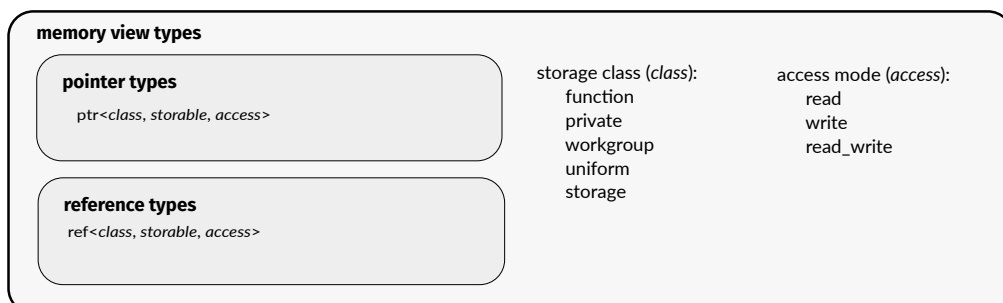 memory view types
pointer types
ptr<class, storable, access>
reference types
ref<class, storable, access>
storage class (class):
function
private
workgroup
uniform
storage
access mode (access):
read
write
read_write